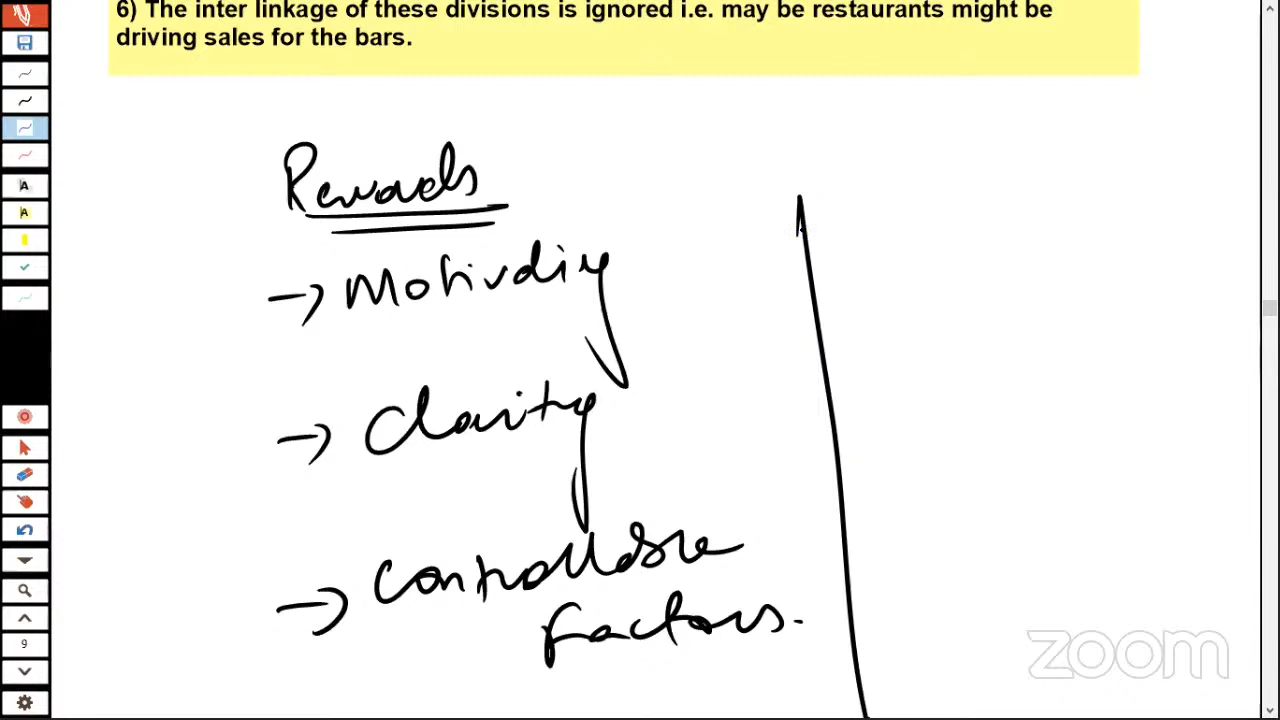 6) The inter linkage of these divisions is ignored i.e. may be restaurants might be
driving sales for the bars.
Rewards
→ Motivating
→ Clarity
→ Controllable
Factors.
A
A
9
zoom